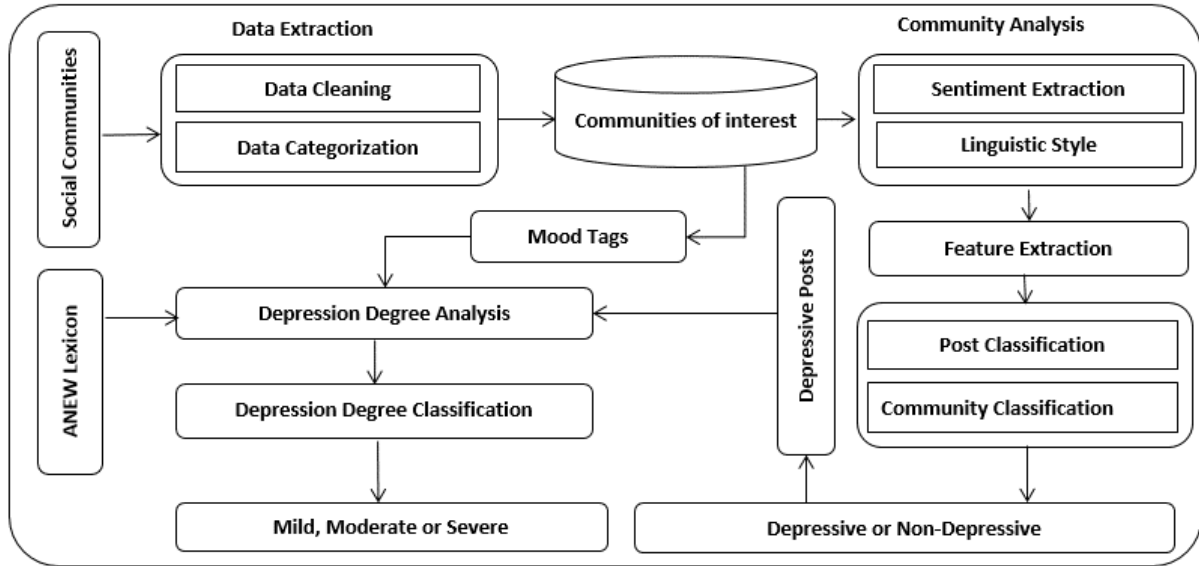 Data Extraction
Community Analysis
Social Communities
Data Cleaning
Data Categorization
Communities of interest
Sentiment Extraction
Linguistic Style
Mood Tags
Feature Extraction
ANEW Lexicon
Depression Degree Analysis
Depressive Posts
Post Classification
Depression Degree Classification
Community Classification
Mild, Moderate or Severe
Depressive or Non-Depressive